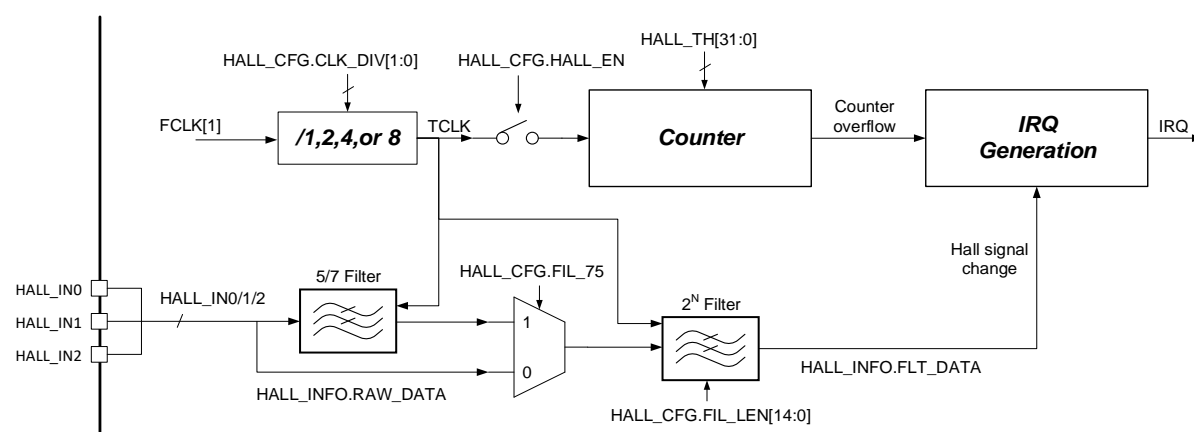 HALL_TH[31:0]
HALL_CFG.CLK_DIV[1:0]
HALL_CFG.HALL_EN
FCLK[1]
/1,2,4,or 8
TCLK
Counter
Counter
overflow
IRQ
Generation
IRQ
Hall signal
change
HALL_IN0
HALL_IN1
HALL_IN2
HALL_IN0/1/2
5/7 Filter
HALL_CFG.FIL_75
1
0
2^N Filter
HALL_INFO.RAW_DATA
HALL_INFO.FLT_DATA
HALL_CFG.FIL_LEN[14:0]